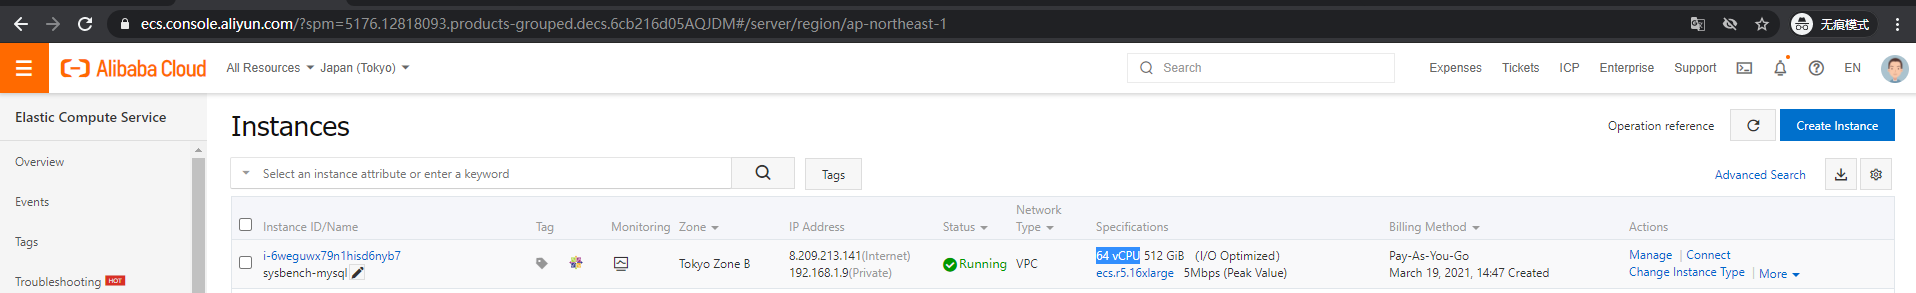 ecs.console.aliyun.com/?spm=5176.12818093.products-grouped.decs.6cb216d05AQJDM#/server/region/ap-northeast-1
无痕模式
Alibaba Cloud
All Resources
Japan (Tokyo)
Search
Expenses
Tickets
ICP
Enterprise
Support
EN
Elastic Compute Service
Overview
Events
Tags
Troubleshooting HOT
Instances
Operation reference
Create Instance
Select an instance attribute or enter a keyword
Tags
Advanced Search
Instance ID/Name
Tag
Monitoring
Zone
IP Address
Status
Network
Type
Specifications
Billing Method
Actions
i-6weguwx79n1hisd6nyb7
sysbench-mysql
Tokyo Zone B
8.209.213.141(Internet)
192.168.1.9(Private)
Running
VPC
64 vCPU 512 GiB (I/O Optimized)
ecs.r5.16xlarge 5Mbps (Peak Value)
Pay-As-You-Go
March 19, 2021, 14:47 Created
Manage | Connect
Change Instance Type | More